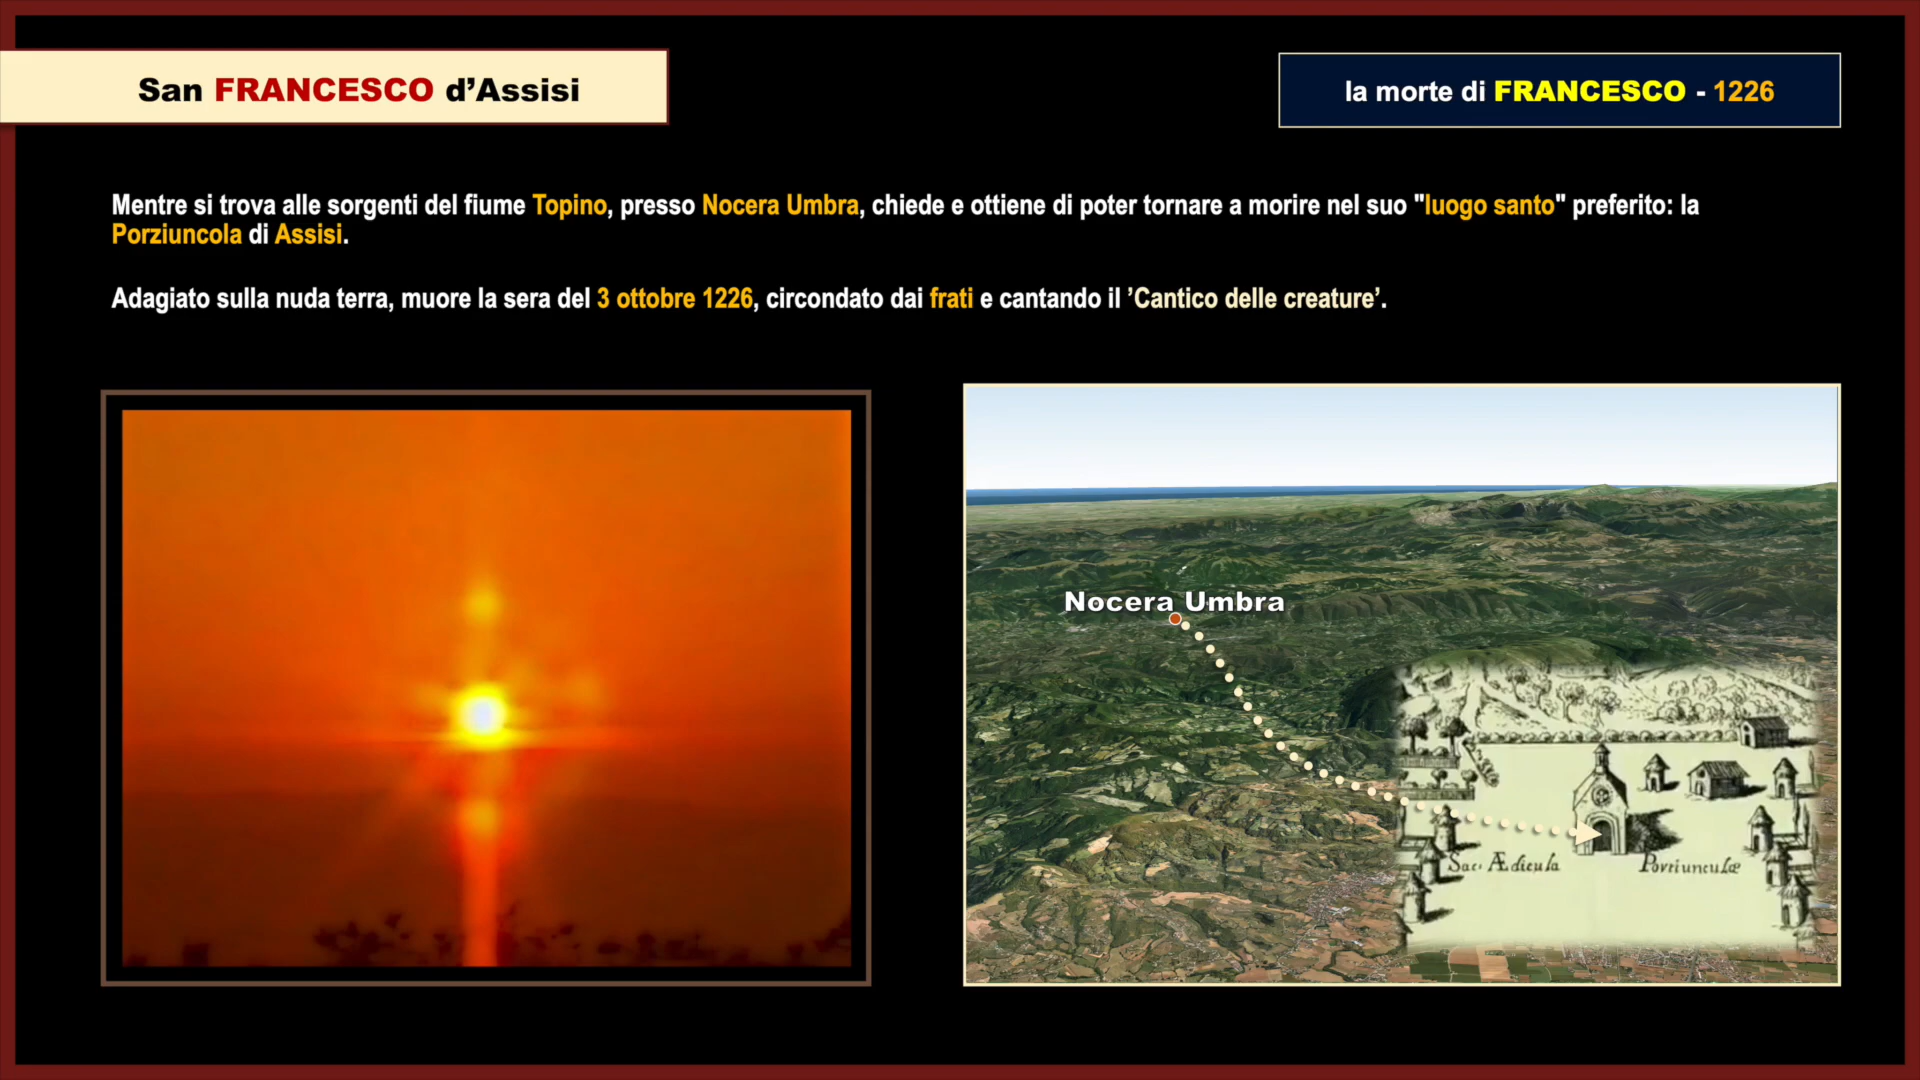 San FRANCESCO d’Assisi
la morte di FRANCESCO - 1226
Mentre si trova alle sorgenti del fiume Topino, presso Nocera Umbra, chiede e ottiene di poter tornare a morire nel suo "luogo santo" preferito: la
Porziuncola di Assisi.
Adagiato sulla nuda terra, muore la sera del 3 ottobre 1226, circondato dai frati e cantando il ’Cantico delle creature’.
Nocera Umbra
Sac. Ædicula Portiunculæ